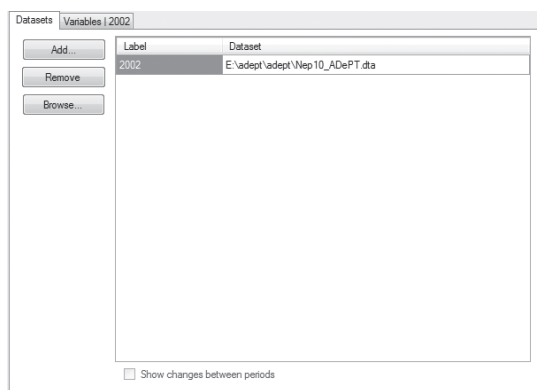 Datasets Variables | 2002
Add... Label Dataset
2002 E:\adept\adept\Nep10_ADePT.dta
Remove
Browse...
Show changes between periods